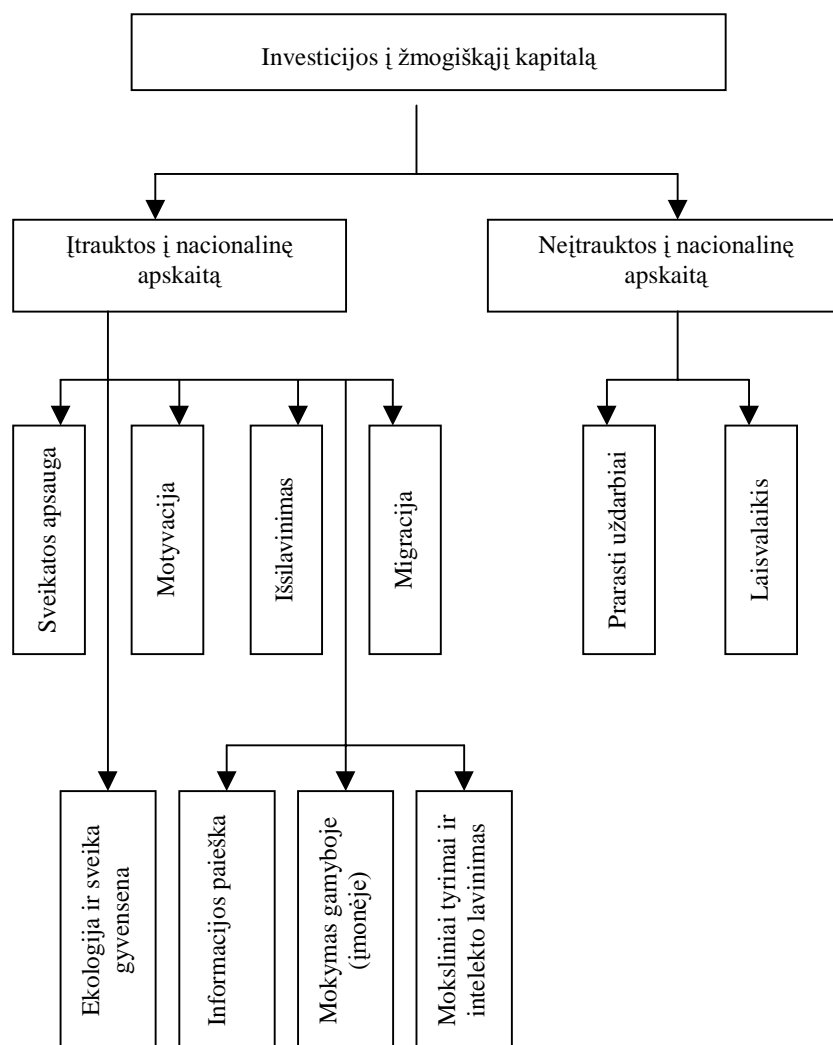 Investicijos į žmogiškąjį kapitalą
Įtrauktos į nacionalinę
apskaitą
Neįtrauktos į nacionalinę
apskaitą
Sveikatos apsauga
Motyvacija
Išsilavinimas
Migracija
Prarasti uždarbiai
Laisvalaikis
Ekologija ir sveika
gyvensena
Informacijos paieška
Mokymas gamyboje
(įmonėje)
Moksliniai tyrimai ir
intelekto lavinimas